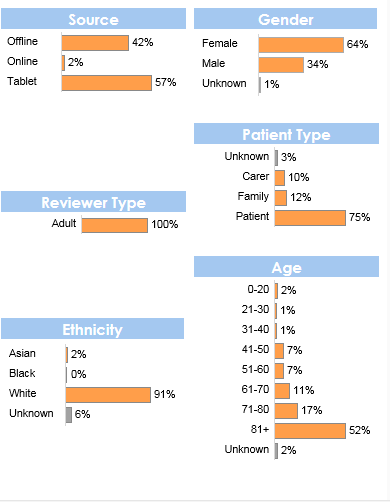 Source
Offline 42%
Online 2%
Tablet 57%
Gender
Female 64%
Male 34%
Unknown 1%
Patient Type
Unknown 3%
Carer 10%
Family 12%
Patient 75%
Reviewer Type
Adult 100%
Age
0-20 2%
21-30 1%
31-40 1%
41-50 7%
51-60 7%
61-70 11%
71-80 17%
81+ 52%
Unknown 2%
Ethnicity
Asian 2%
Black 0%
White 91%
Unknown 6%